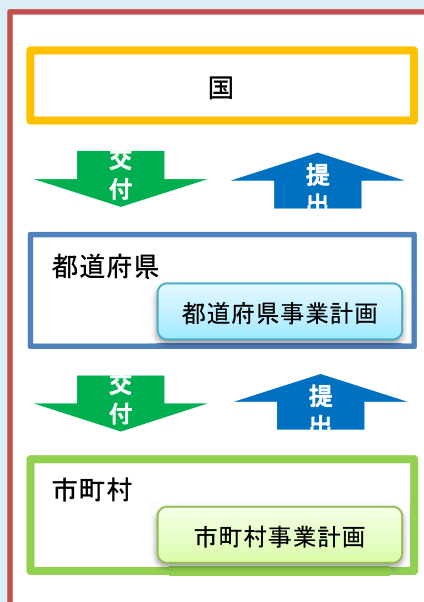 国
交付
提出
都道府県
都道府県事業計画
交付
提出
市町村
市町村事業計画